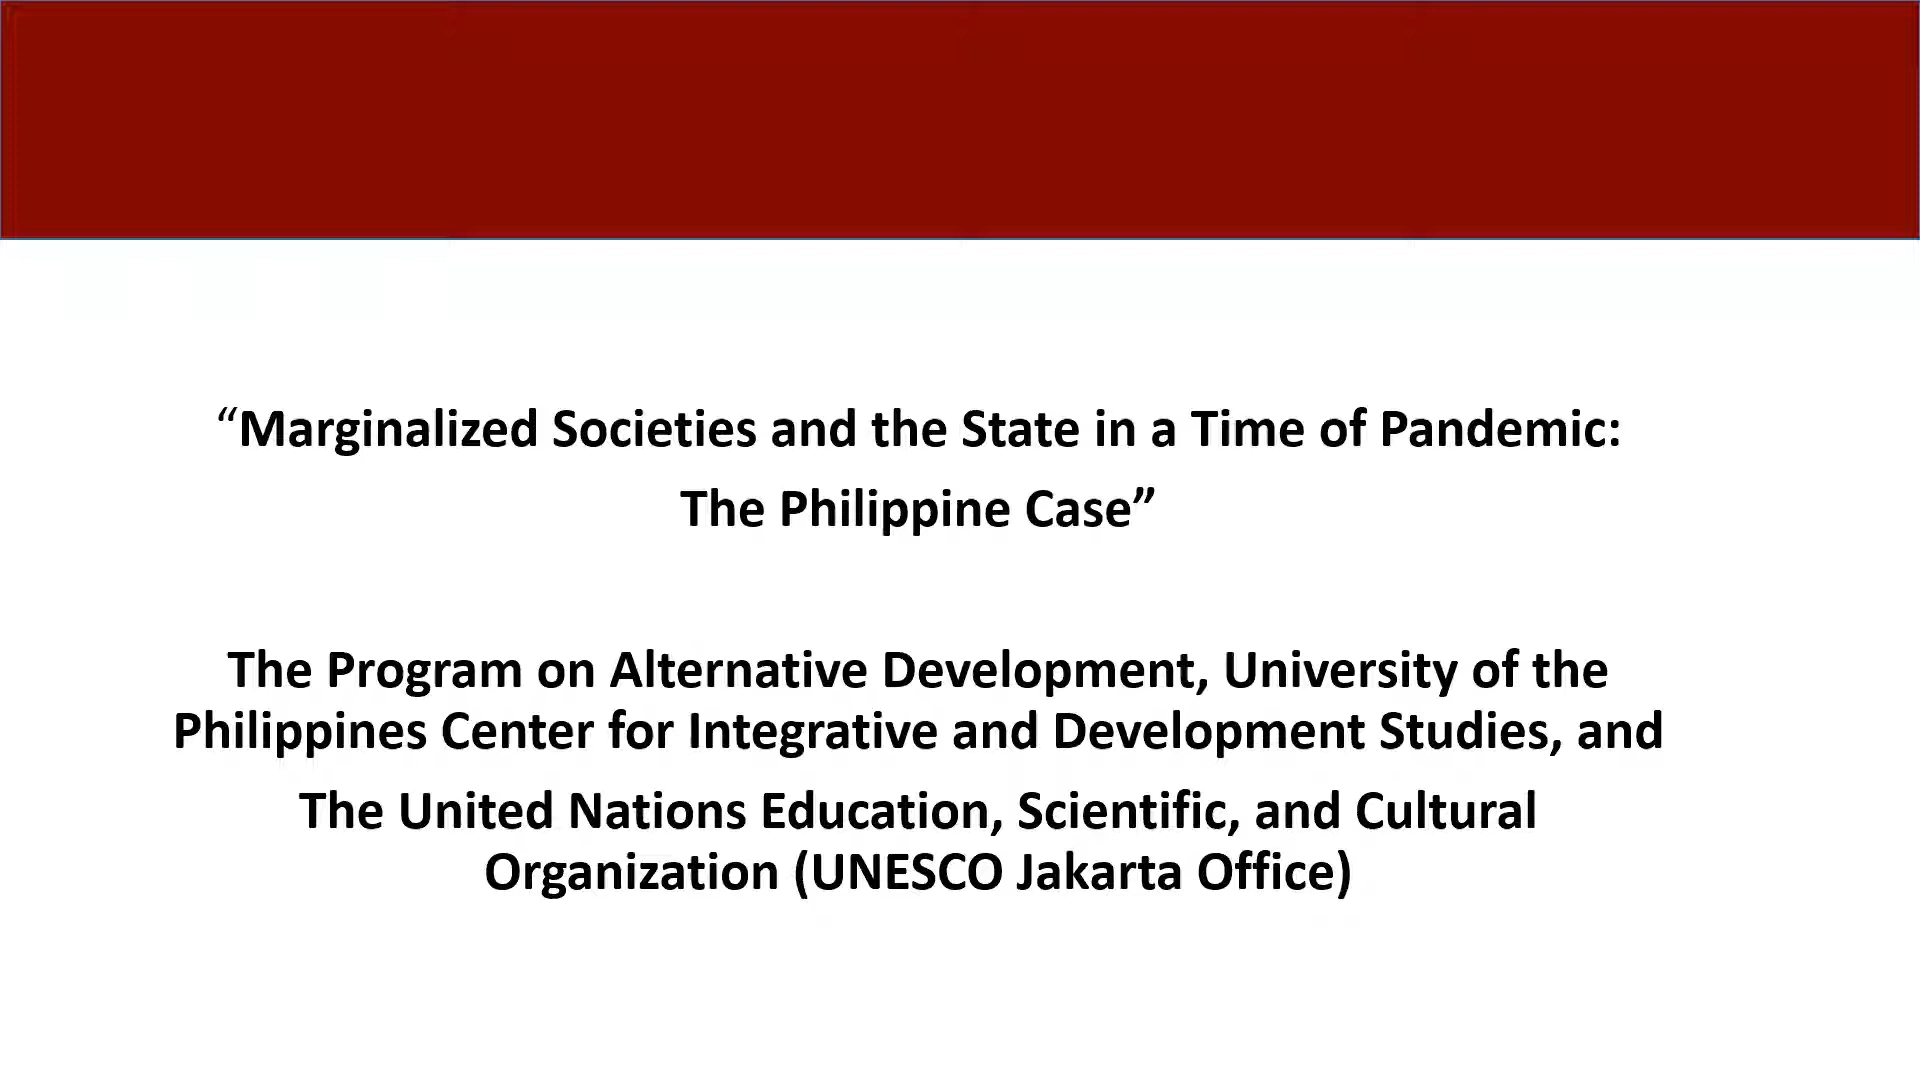 “Marginalized Societies and the State in a Time of Pandemic:
The Philippine Case”
The Program on Alternative Development, University of the
Philippines Center for Integrative and Development Studies, and
The United Nations Education, Scientific, and Cultural
Organization (UNESCO Jakarta Office)